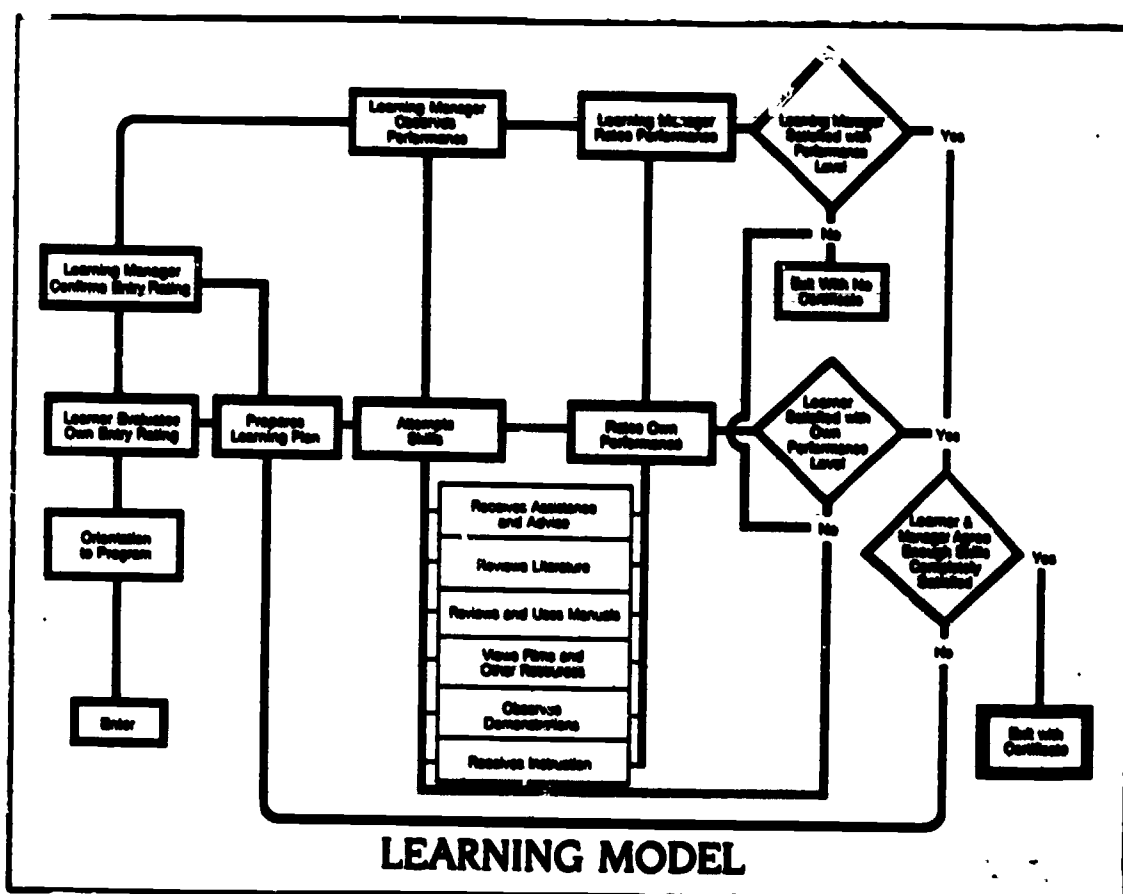 Learning Manager
Observes
Performance
Learning Manager
Rates Performance
Learning Manager
Satisfied with
Performance
Level
Yes
No
Exit With No
Certificate
Learning Manager
Confirms Entry Rating
Learner Evaluates
Own Entry Rating
Prepares
Learning Plan
Attempts
Skills
Rates Own
Performance
Learner
Satisfied with
Own
Performance
Level
Yes
No
Receives Assistance
and Advice
Reviews Literature
Reviews and Uses Manuals
Views Films and
Other Resources
Observe
Demonstrations
Receives Instruction
Orientation
to Program
Enter
Learner &
Manager Agree
Enough Skills
Completely
Satisfied
Yes
No
Exit with
Certificate
LEARNING MODEL